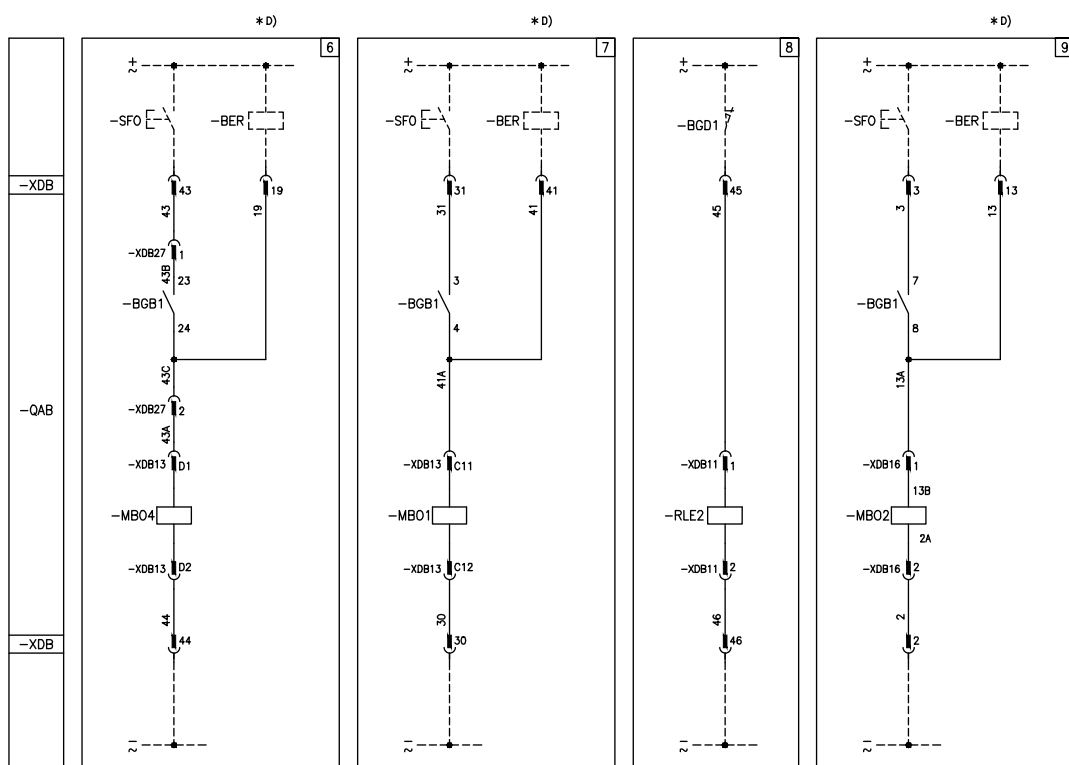 *D) *D) *D)
6 7 8 9
+ + + +
~ ~ ~ ~
-SFO -BER -SFO -BER -BGD1 -SFO -BER
-XDB 43 19 31 41 45 3 13
43 19 31 41 45 3 13
-XDB27 1
43B 23 3 7
-BGB1 -BGB1 -BGB1
24 4 8
43C 41A 13A
-QAB -XDB27 2
43A
-XDB13 D1 -XDB13 C11 -XDB11 1 -XDB16 1
13B
-MBO4 -MBO1 -RLE2 -MBO2
2A
-XDB13 D2 -XDB13 C12 -XDB11 2 -XDB16 2
44 30 46 2
-XDB 44 30 46 2
- - - -
~ ~ ~ ~